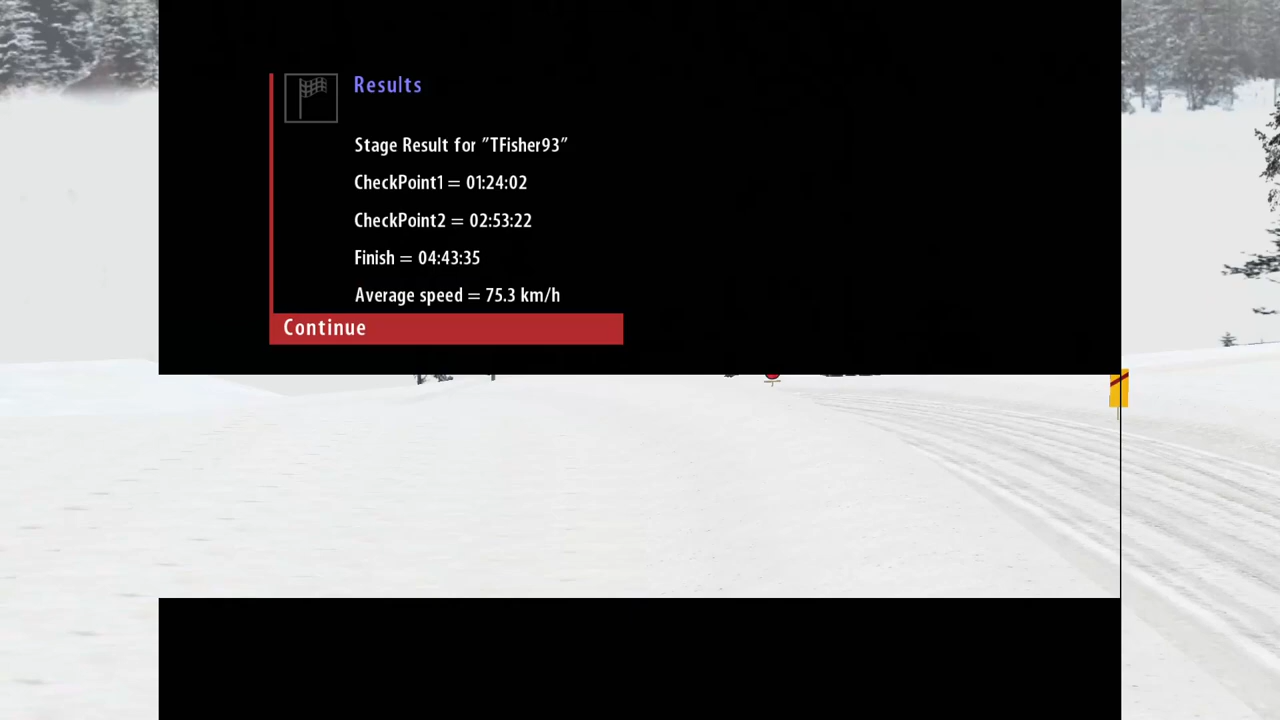 Results
Stage Result for "TFisher93"
CheckPoint1 = 01:24:02
CheckPoint2 = 02:53:22
Finish = 04:43:35
Average speed = 75.3 km/h
Continue